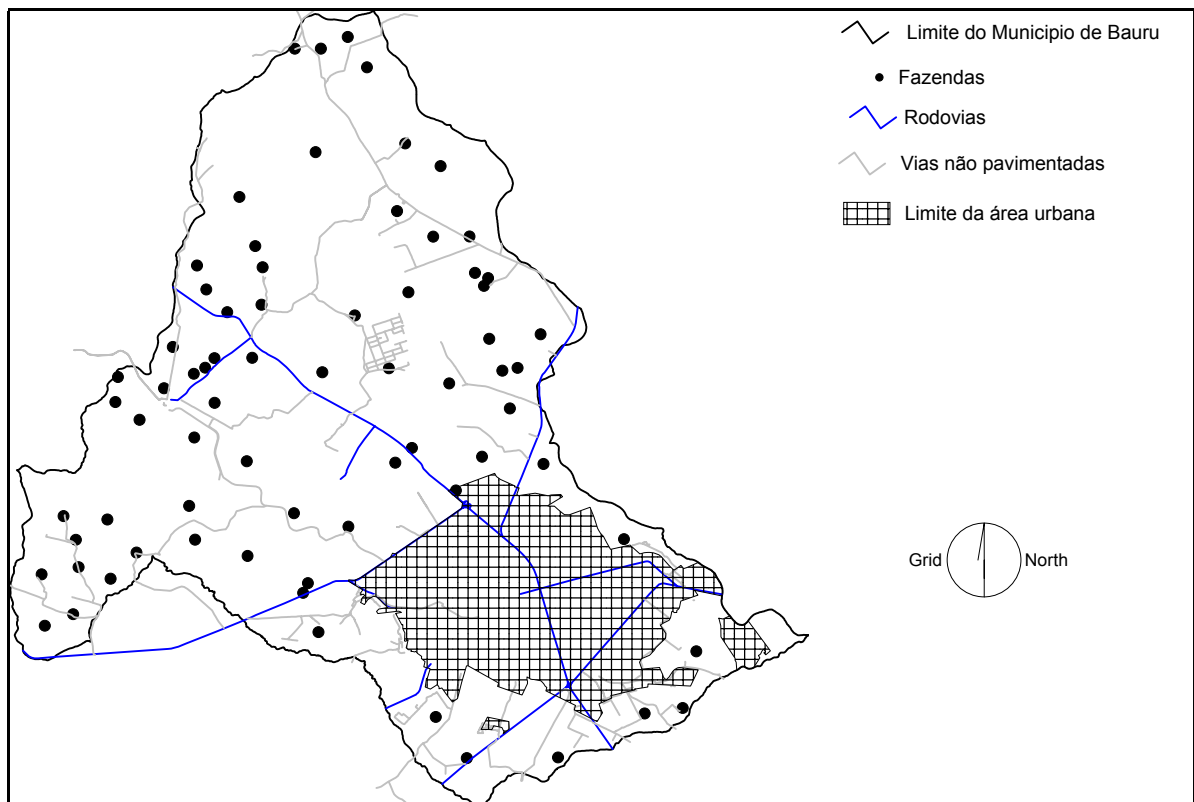 Limite do Municipio de Bauru
Fazendas
Rodovias
Vias não pavimentadas
Limite da área urbana
Grid North